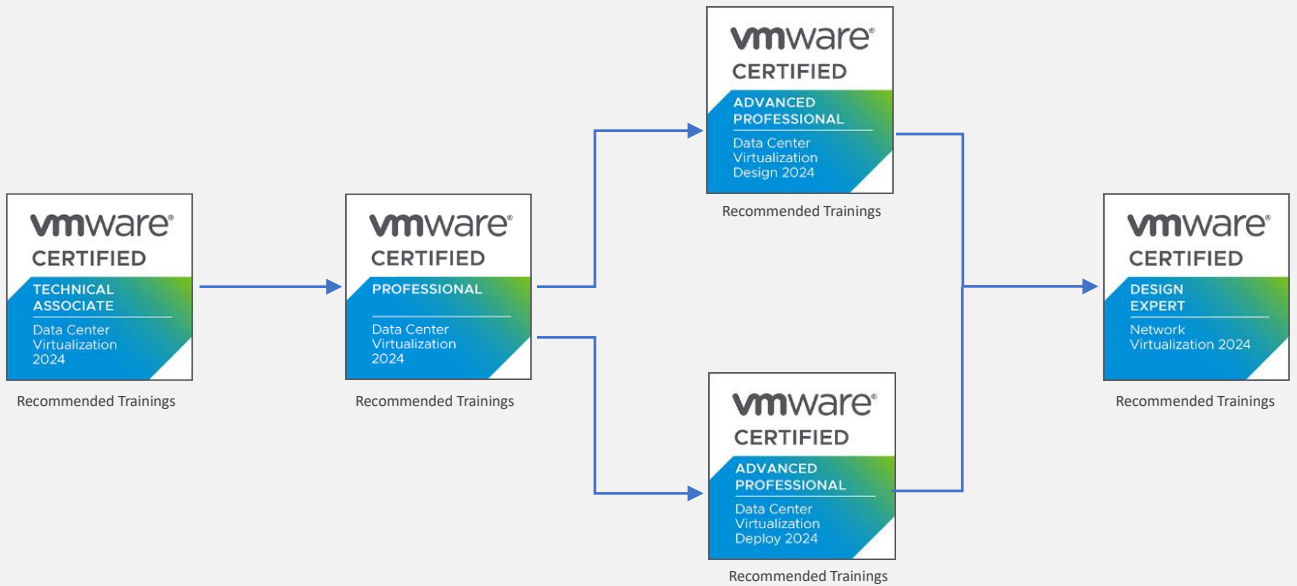 vmware®
CERTIFIED
TECHNICAL
ASSOCIATE
Data Center
Virtualization
2024
Recommended Trainings
vmware®
CERTIFIED
PROFESSIONAL
Data Center
Virtualization
2024
Recommended Trainings
vmware®
CERTIFIED
ADVANCED
PROFESSIONAL
Data Center
Virtualization
Design 2024
Recommended Trainings
vmware®
CERTIFIED
ADVANCED
PROFESSIONAL
Data Center
Virtualization
Deploy 2024
Recommended Trainings
vmware®
CERTIFIED
DESIGN
EXPERT
Network
Virtualization 2024
Recommended Trainings